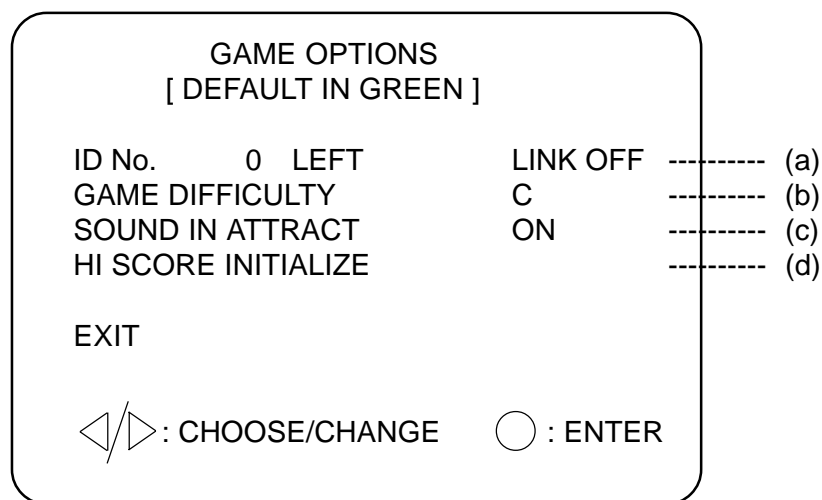 GAME OPTIONS
[ DEFAULT IN GREEN ]
ID No. 0 LEFT LINK OFF ---------- (a)
GAME DIFFICULTY C ---------- (b)
SOUND IN ATTRACT ON ---------- (c)
HI SCORE INITIALIZE ---------- (d)
EXIT
◁/▷: CHOOSE/CHANGE ◯ : ENTER